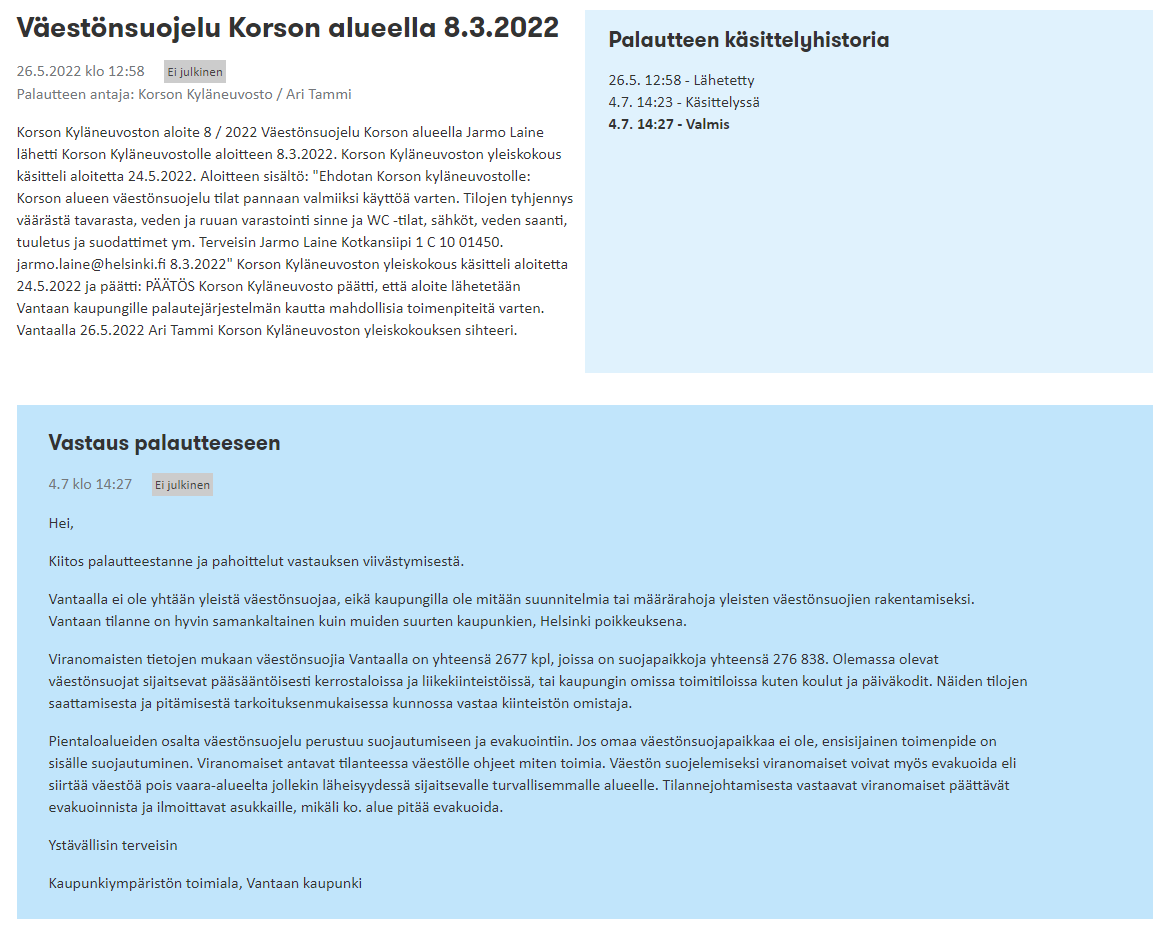 Väestönsuojelu Korson alueella 8.3.2022
26.5.2022 klo 12:58 Ei julkinen
Palautteen antaja: Korson Kyläneuvosto / Ari Tammi
Korson Kyläneuvoston aloite 8 / 2022 Väestönsuojelu Korson alueella Jarmo Laine
lähetti Korson Kyläneuvostolle aloitteen 8.3.2022. Korson Kyläneuvoston yleiskokous
käsitteli aloitetta 24.5.2022. Aloitteen sisältö: "Ehdotan Korson kyläneuvostolle:
Korson alueen väestönsuojelu tilat pannaan valmiiksi käyttöä varten. Tilojen tyhjennys
väärästä tavarasta, veden ja ruuan varastointi sinne ja WC -tilat, sähköt, veden saanti,
tuuletus ja suodattimet ym. Terveisin Jarmo Laine Kotkansiipi 1 C 10 01450.
jarmo.laine@helsinki.fi 8.3.2022" Korson Kyläneuvoston yleiskokous käsitteli aloitetta
24.5.2022 ja päätti: PÄÄTÖS Korson Kyläneuvosto päätti, että aloite lähetetään
Vantaan kaupungille palautejärjestelmän kautta mahdollisia toimenpiteitä varten.
Vantaalla 26.5.2022 Ari Tammi Korson Kyläneuvoston yleiskokouksen sihteeri.
Palautteen käsittelyhistoria
26.5. 12:58 - Lähetetty
4.7. 14:23 - Käsittelyssä
4.7. 14:27 - Valmis
Vastaus palautteeseen
4.7 klo 14:27 Ei julkinen
Hei,
Kiitos palautteestanne ja pahoittelut vastauksen viivästymisestä.
Vantaalla ei ole yhtään yleistä väestönsuojaa, eikä kaupungilla ole mitään suunnitelmia tai määrärahoja yleisten väestönsuojien rakentamiseksi.
Vantaan tilanne on hyvin samankaltainen kuin muiden suurten kaupunkien, Helsinki poikkeuksena.
Viranomaisten tietojen mukaan väestönsuojia Vantaalla on yhteensä 2677 kpl, joissa on suojapaikkoja yhteensä 276 838. Olemassa olevat
väestönsuojat sijaitsevat pääsääntöisesti kerrostaloissa ja liikekiinteistöissä, tai kaupungin omissa toimitiloissa kuten koulut ja päiväkodit. Näiden tilojen
saattamisesta ja pitämisestä tarkoituksenmukaisessa kunnossa vastaa kiinteistön omistaja.
Pientaloalueiden osalta väestönsuojelu perustuu suojautumiseen ja evakuointiin. Jos omaa väestönsuojapaikkaa ei ole, ensisijainen toimenpide on
sisälle suojautuminen. Viranomaiset antavat tilanteessa väestölle ohjeet miten toimia. Väestön suojelemiseksi viranomaiset voivat myös evakuoida eli
siirtää väestöä pois vaara-alueelta jollekin läheisyydessä sijaitsevalle turvallisemmalle alueelle. Tilannejohtamisesta vastaavat viranomaiset päättävät
evakuoinnista ja ilmoittavat asukkaille, mikäli ko. alue pitää evakuoida.
Ystävällisin terveisin
Kaupunkiympäristön toimiala, Vantaan kaupunki